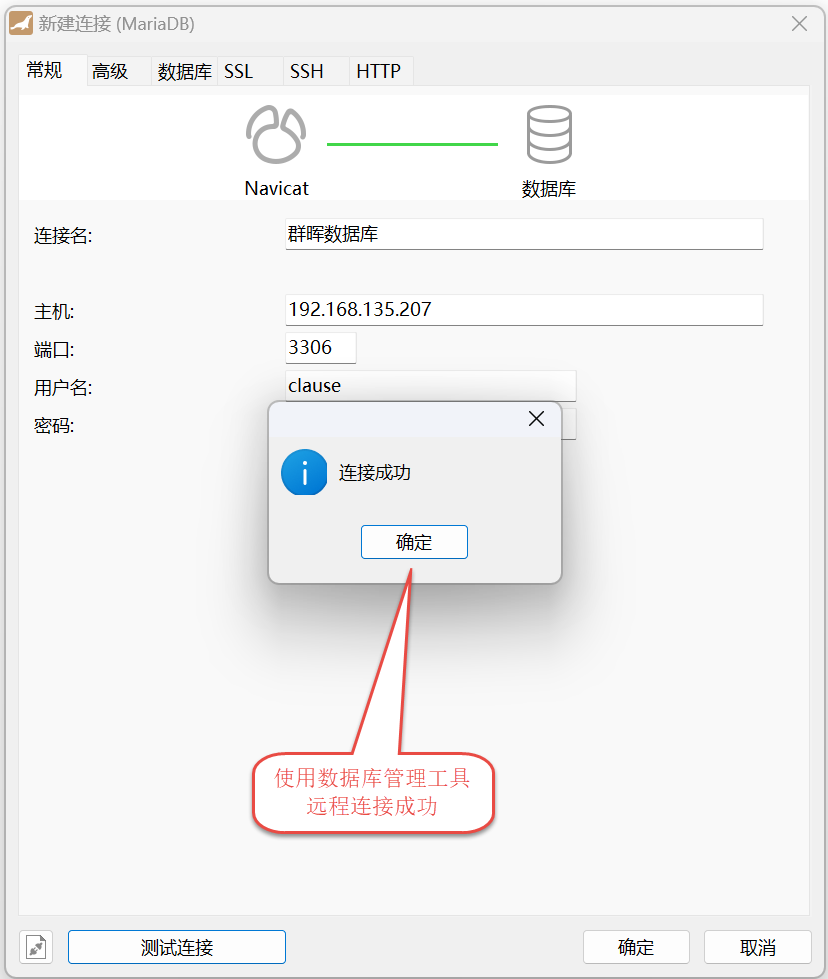 新建连接 (MariaDB)
常规 高级 数据库 SSL SSH HTTP
Navicat 数据库
连接名: 群晖数据库
主机: 192.168.135.207
端口: 3306
用户名: clause
密码:
连接成功
确定
使用数据库管理工具
远程连接成功
测试连接 确定 取消